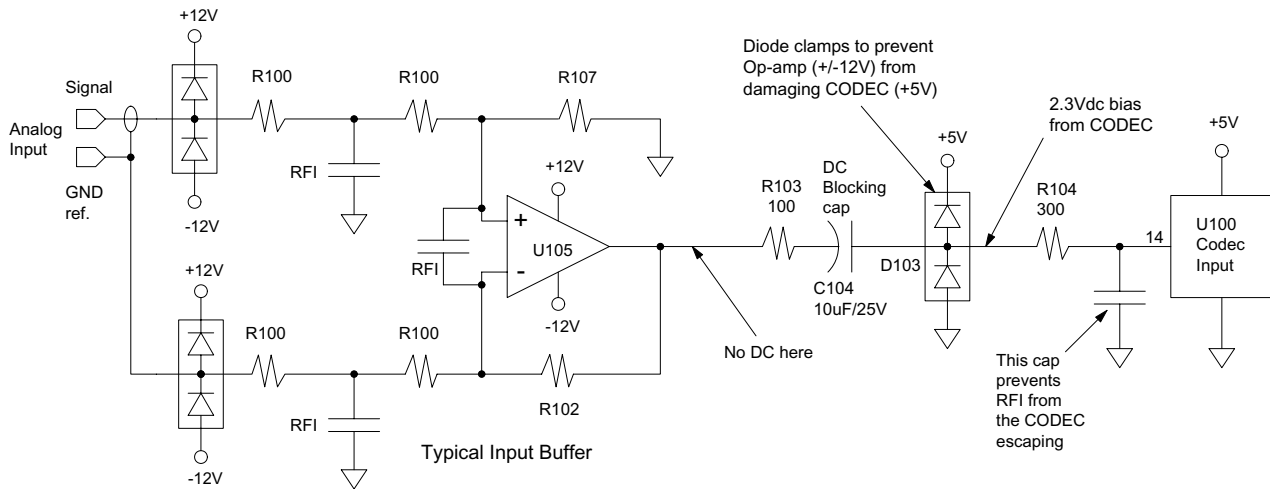 +12V
Signal
Analog
Input
GND
ref.
-12V
R100
RFI
R100
R107
+12V
+
U105
-
RFI
-12V
+12V
-12V
R100
RFI
R100
R102
Typical Input Buffer
No DC here
R103
100
DC
Blocking
cap
C104
10uF/25V
Diode clamps to prevent
Op-amp (+/-12V) from
damaging CODEC (+5V)
+5V
D103
2.3Vdc bias
from CODEC
R104
300
This cap
prevents
RFI from
the CODEC
escaping
14
+5V
U100
Codec
Input